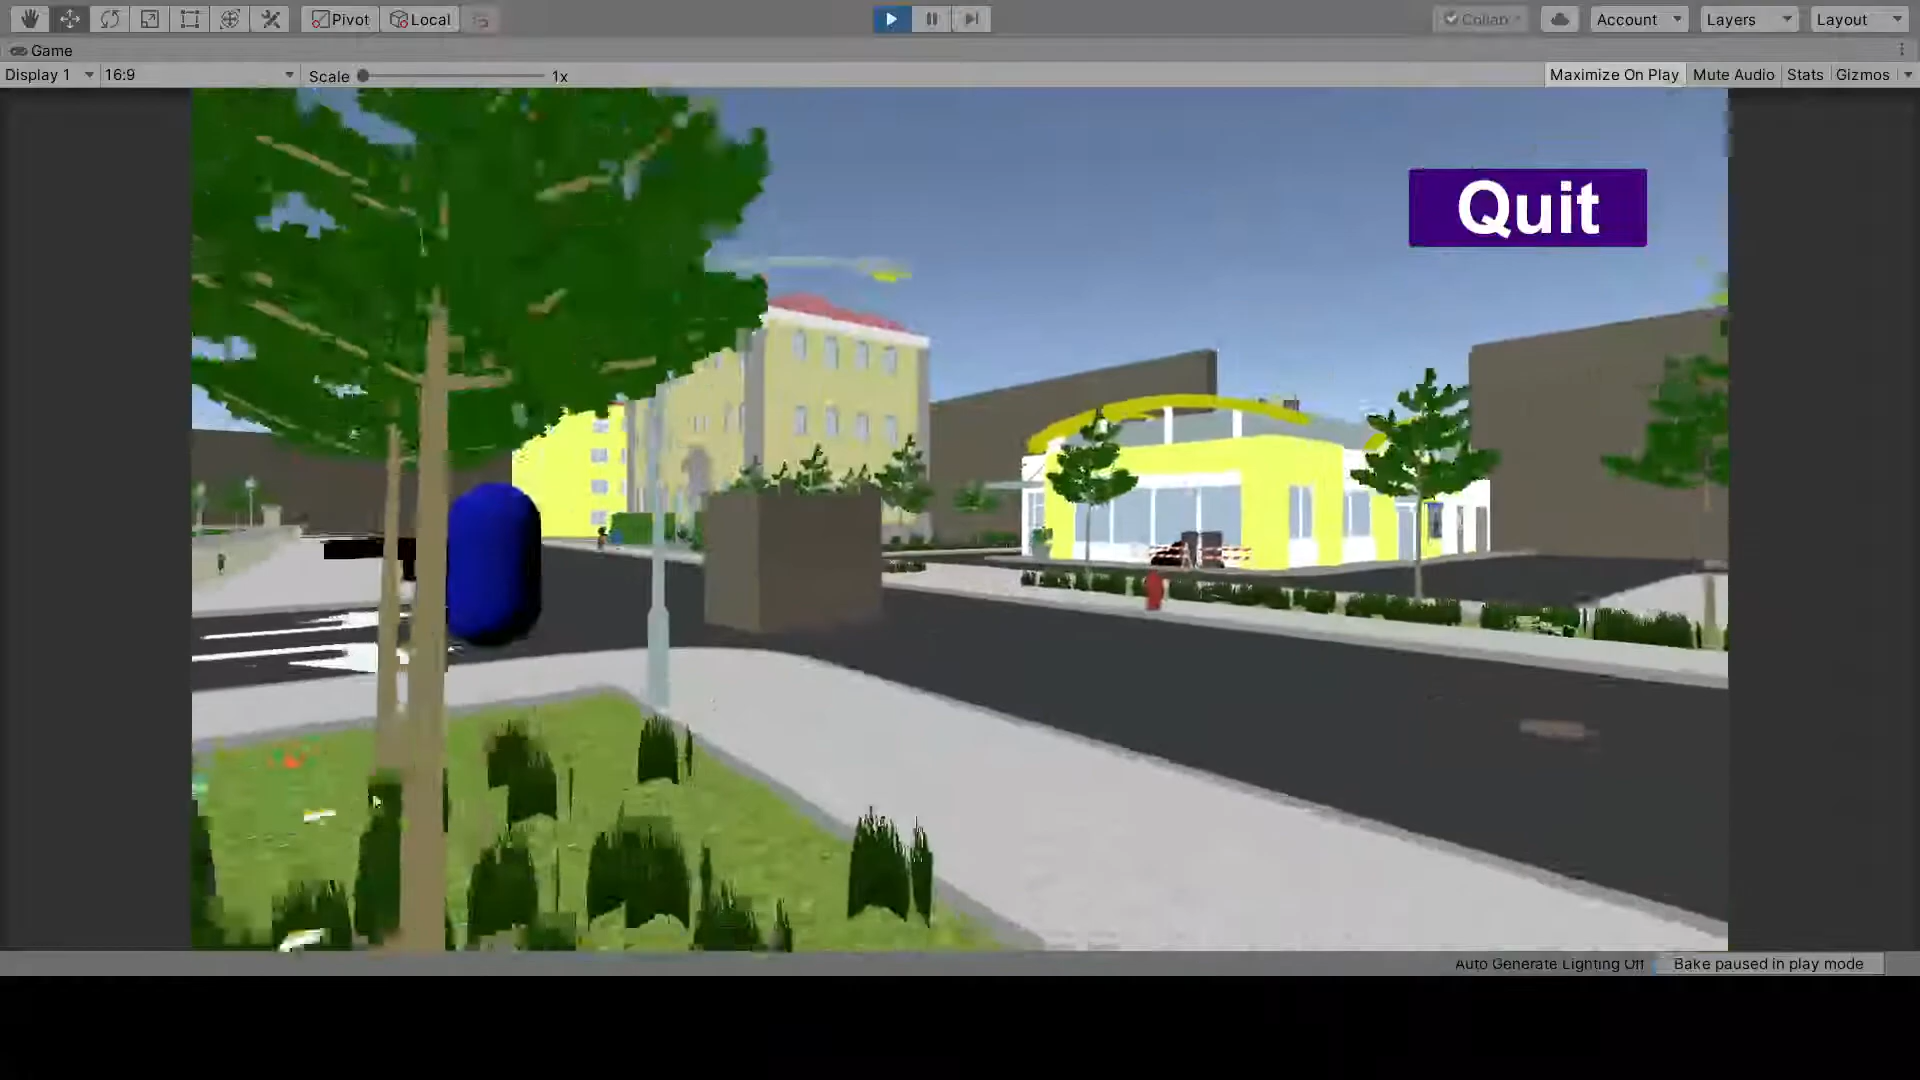 Pivot Local Collab Account Layers Layout
Game
Display 1 16:9 Scale 1x Maximize On Play Mute Audio Stats Gizmos
Quit
Auto Generate Lighting Off Bake paused in play mode